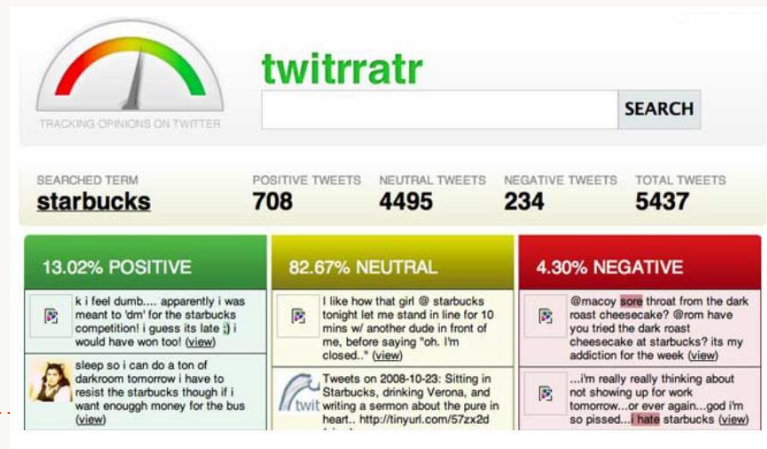 twitrratr
SEARCH
TRACKING OPINIONS ON TWITTER
SEARCHED TERM
starbucks
POSITIVE TWEETS
708
NEUTRAL TWEETS
4495
NEGATIVE TWEETS
234
TOTAL TWEETS
5437
13.02% POSITIVE
k i feel dumb.... apparently i was
meant to 'dm' for the starbucks
competition! i guess its late ;) i
would have won too! (view)
sleep so i can do a ton of
darkroom tomorrow i have to
resist the starbucks though if i
want enouggh money for the bus
(view)
82.67% NEUTRAL
I like how that girl @ starbucks
tonight let me stand in line for 10
mins w/ another dude in front of
me, before saying "oh. I'm
closed.." (view)
twit
Tweets on 2008-10-23: Sitting in
Starbucks, drinking Verona, and
writing a sermon about the pure in
heart.. http://tinyurl.com/57zx2d
4.30% NEGATIVE
@macoy sore throat from the dark
roast cheesecake? @rom have
you tried the dark roast
cheesecake at starbucks? its my
addiction for the week (view)
...i'm really really thinking about
not showing up for work
tomorrow...or ever again...god i'm
so pissed...i hate starbucks (view)